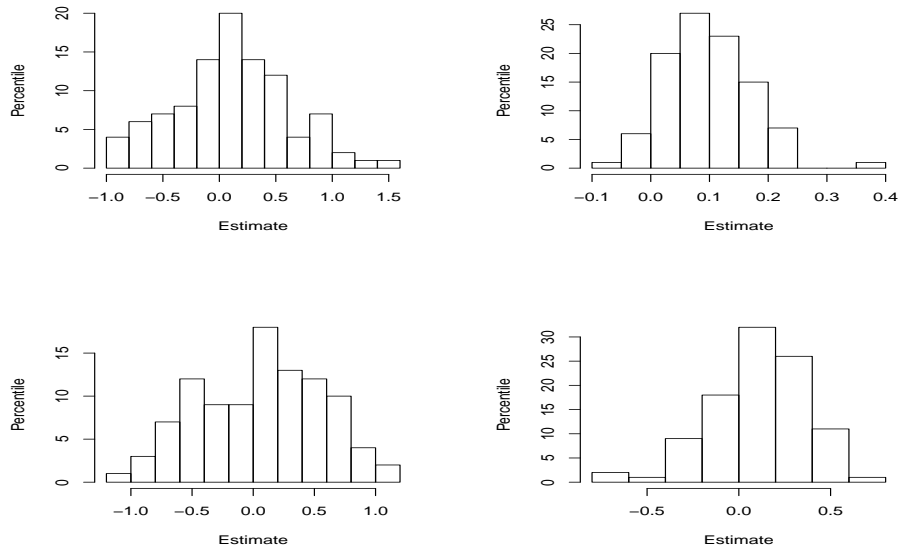 Percentile
0 5 10 15 20
−1.0 −0.5 0.0 0.5 1.0 1.5
Estimate
Percentile
0 5 10 15 20 25
−0.1 0.0 0.1 0.2 0.3 0.4
Estimate
Percentile
0 5 10 15
−1.0 −0.5 0.0 0.5 1.0
Estimate
Percentile
0 5 10 15 20 25 30
−0.5 0.0 0.5
Estimate